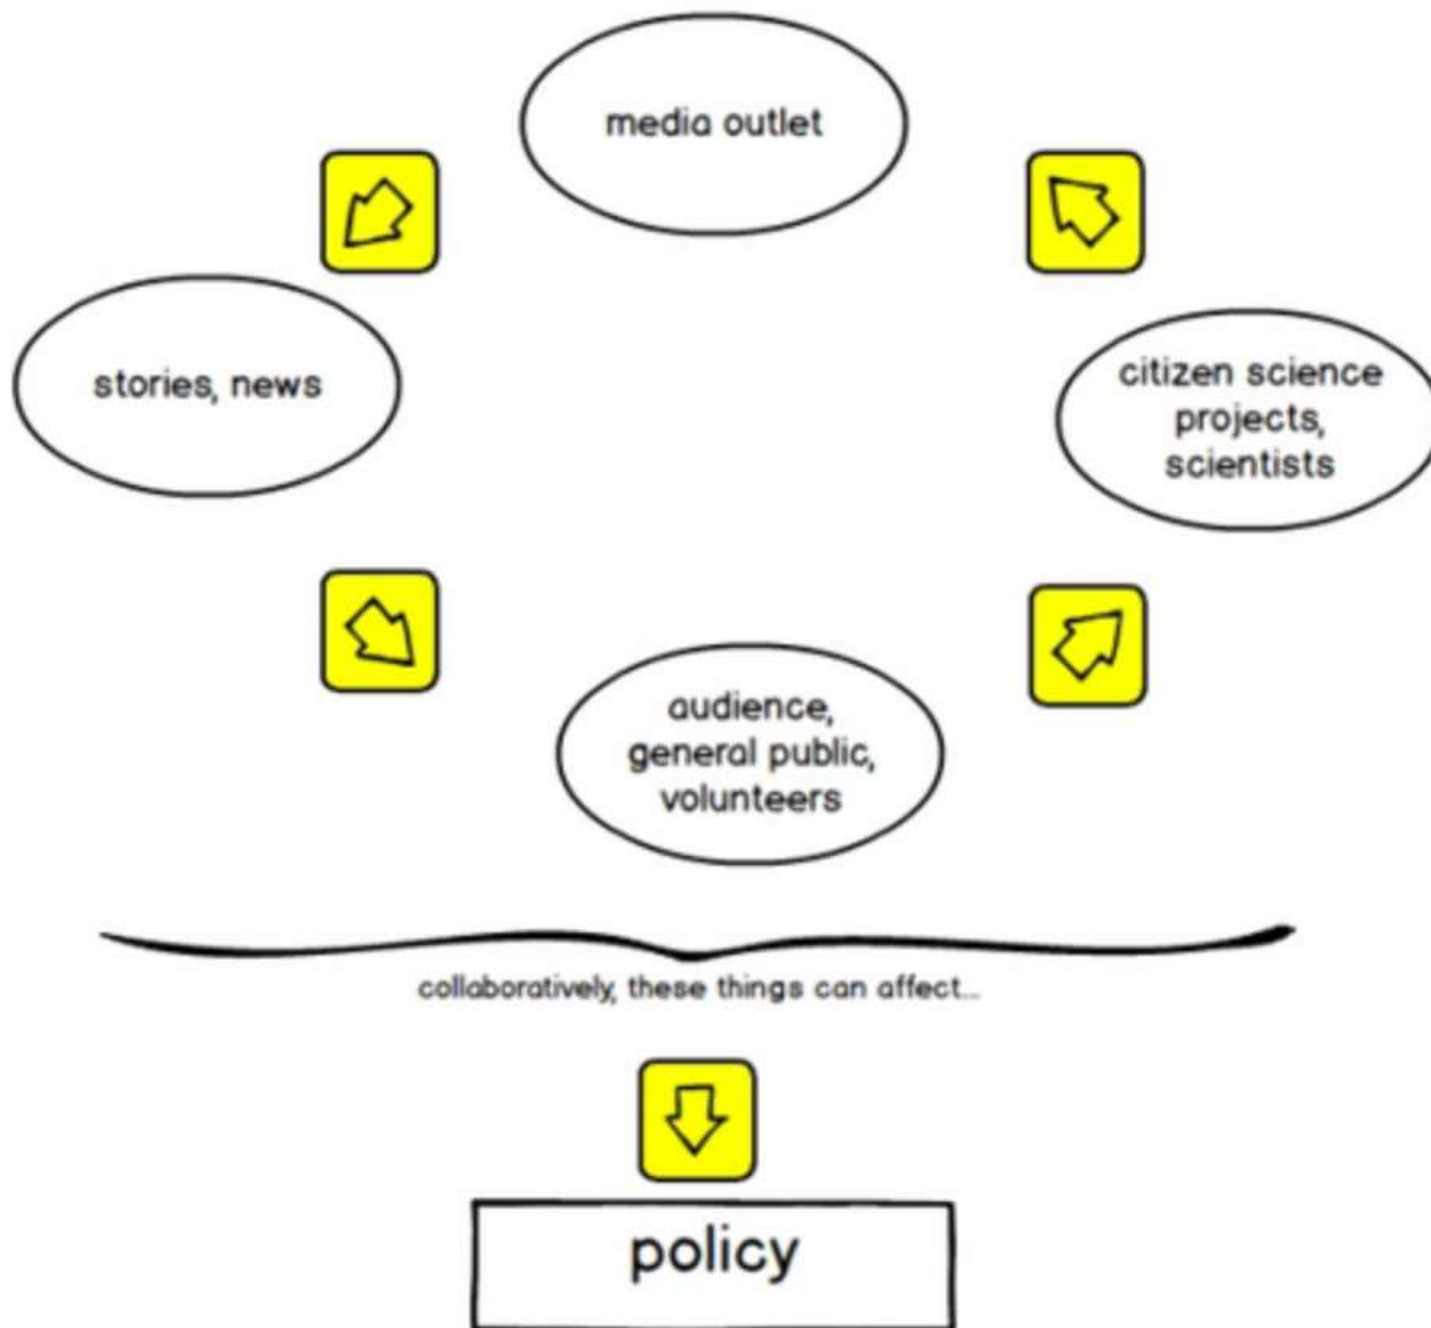 media outlet
stories, news
citizen science
projects,
scientists
audience,
general public,
volunteers
collaboratively, these things can affect...
policy